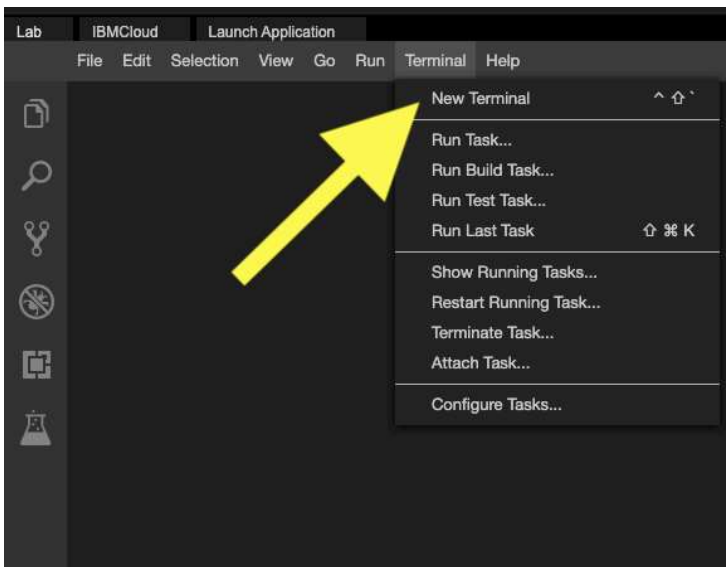 Lab IBMCloud Launch Application
File Edit Selection View Go Run Terminal Help
New Terminal ^ ⇧ `
Run Task...
Run Build Task...
Run Test Task...
Run Last Task ⇧ ⌘ K
Show Running Tasks...
Restart Running Task...
Terminate Task...
Attach Task...
Configure Tasks...